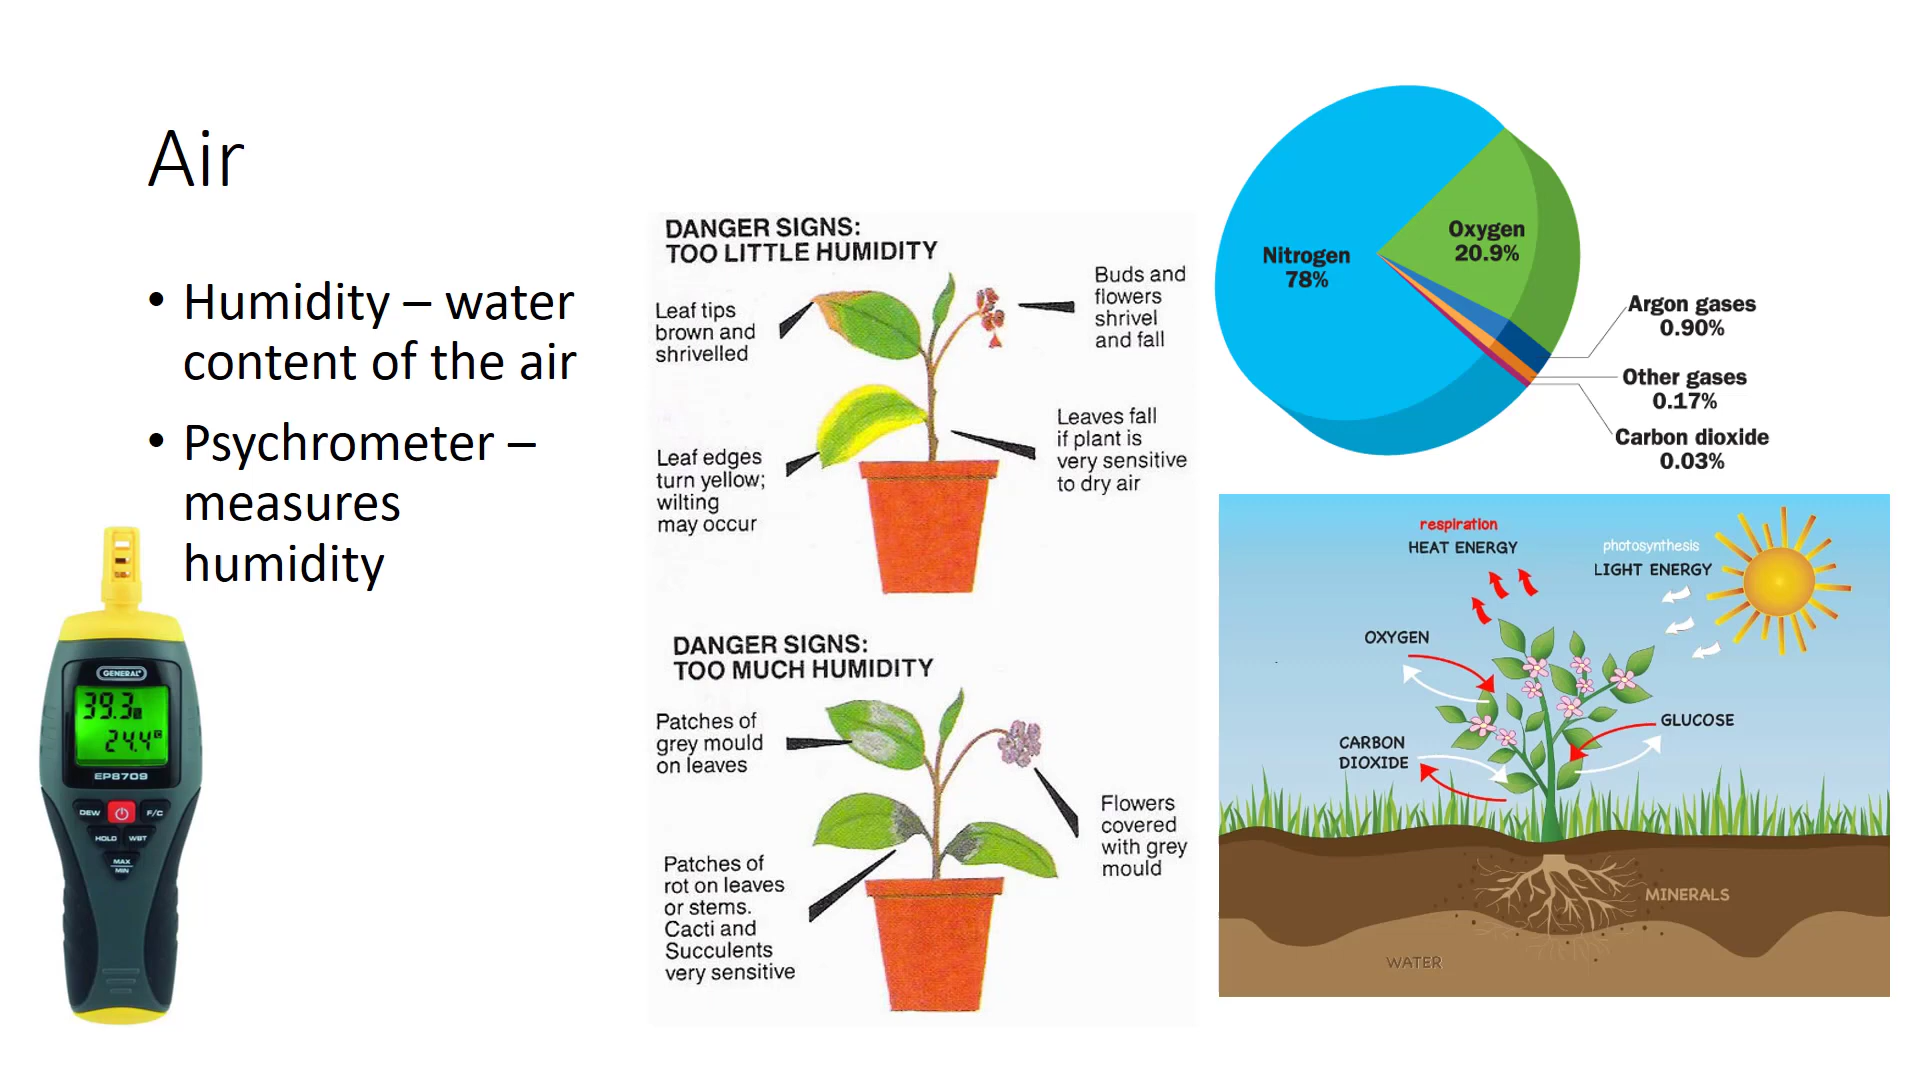 Air
• Humidity – water
content of the air
• Psychrometer –
measures
humidity
GENERAL
39.3
24.4°C
EP8709
DEW
F/C
HOLD
WBT
MAX
MIN
DANGER SIGNS:
TOO LITTLE HUMIDITY
Leaf tips
brown and
shrivelled
Buds and
flowers
shrivel
and fall
Leaf edges
turn yellow;
wilting
may occur
Leaves fall
if plant is
very sensitive
to dry air
DANGER SIGNS:
TOO MUCH HUMIDITY
Patches of
grey mould
on leaves
Flowers
covered
with grey
mould
Patches of
rot on leaves
or stems.
Cacti and
Succulents
very sensitive
Nitrogen
78%
Oxygen
20.9%
Argon gases
0.90%
Other gases
0.17%
Carbon dioxide
0.03%
respiration
HEAT ENERGY
photosynthesis
LIGHT ENERGY
OXYGEN
GLUCOSE
CARBON
DIOXIDE
MINERALS
WATER